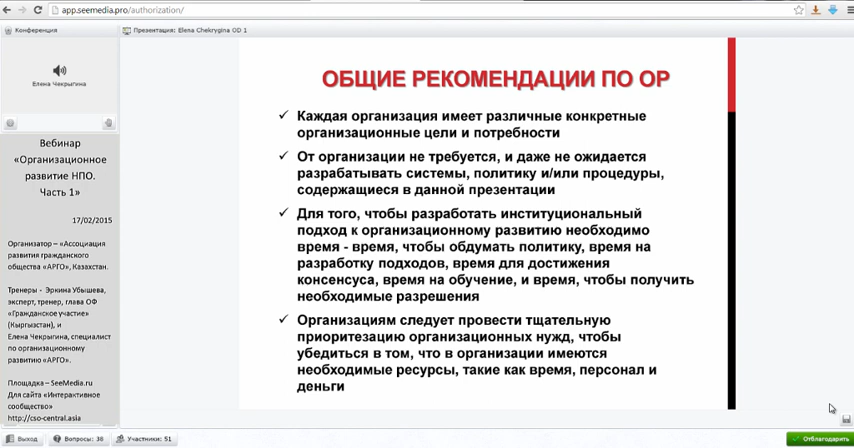 app.seemedia.pro/authorization/
Конференция
Презентация: Elena Chekrygina OD 1
Елена Чекрыгина
Вебинар
«Организационное
развитие НПО.
Часть 1»
17/02/2015
Организатор – «Ассоциация
развития гражданского
общества «АРГО», Казахстан.
Тренеры - Эркина Убышева,
эксперт, тренер, глава ОФ
«Гражданское участие»
(Кыргызстан), и
Елена Чекрыгина, специалист
по организационному
развитию «АРГО».
Площадка – SeeMedia.ru
Для сайта «Интерактивное
сообщество»
http://cso-central.asia
ОБЩИЕ РЕКОМЕНДАЦИИ ПО ОР
✓ Каждая организация имеет различные конкретные
организационные цели и потребности
✓ От организации не требуется, и даже не ожидается
разрабатывать системы, политику и/или процедуры,
содержащиеся в данной презентации
✓ Для того, чтобы разработать институциональный
подход к организационному развитию необходимо
время - время, чтобы обдумать политику, время на
разработку подходов, время для достижения
консенсуса, время на обучение, и время, чтобы получить
необходимые разрешения
✓ Организациям следует провести тщательную
приоритезацию организационных нужд, чтобы
убедиться в том, что в организации имеются
необходимые ресурсы, такие как время, персонал и
деньги
Выход
Вопросы: 38
Участники: 51
Отблагодарить